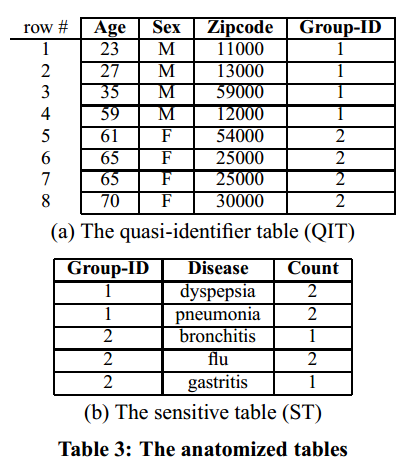 row # Age Sex Zipcode Group-ID
1 23 M 11000 1
2 27 M 13000 1
3 35 M 59000 1
4 59 M 12000 1
5 61 F 54000 2
6 65 F 25000 2
7 65 F 25000 2
8 70 F 30000 2
(a) The quasi-identifier table (QIT)
Group-ID Disease Count
1 dyspepsia 2
1 pneumonia 2
2 bronchitis 1
2 flu 2
2 gastritis 1
(b) The sensitive table (ST)
Table 3: The anatomized tables